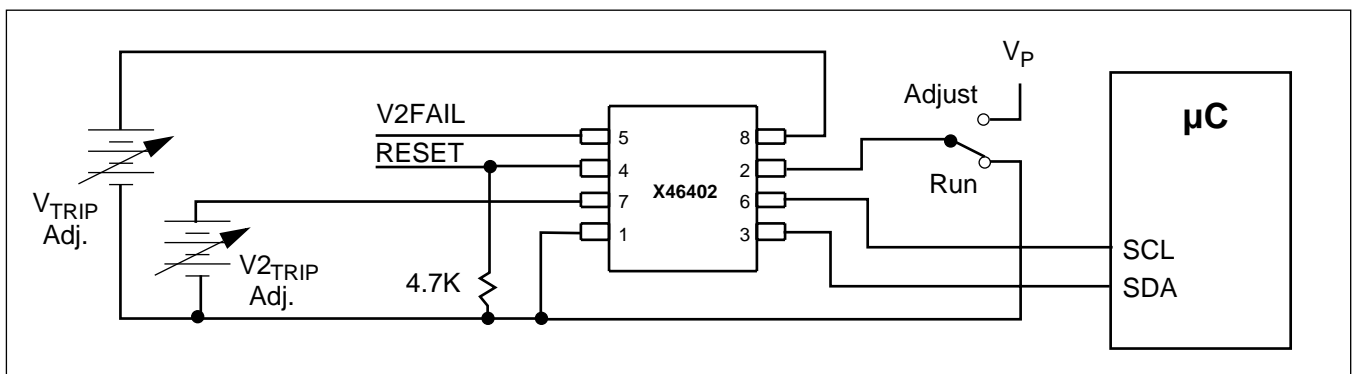 V_P
Adjust
µC
V2FAIL
5
8
RESET
4
2
X46402
Run
7
6
V_TRIP
Adj.
1
3
SCL
V2_TRIP
Adj.
4.7K
SDA